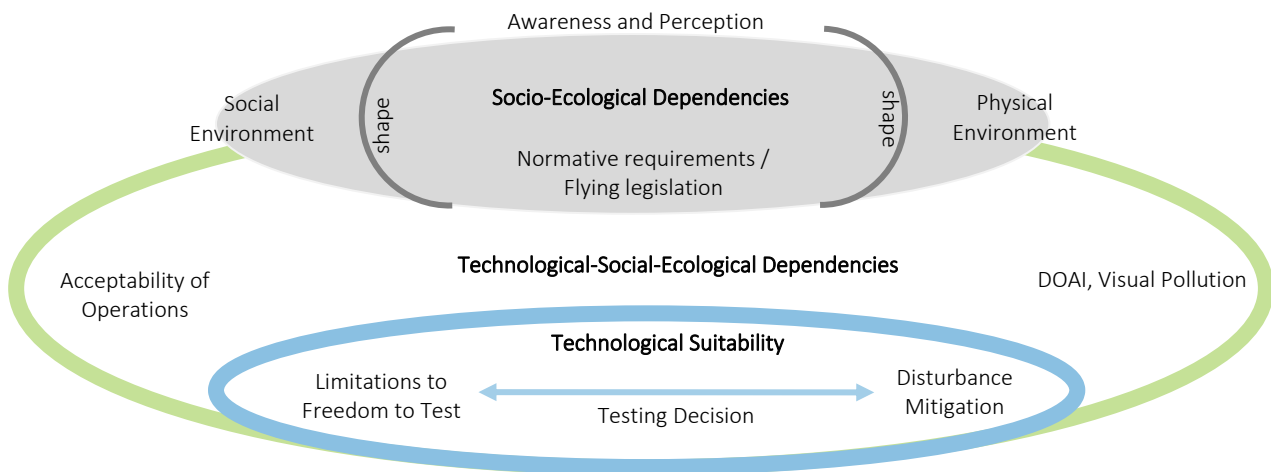 Awareness and Perception
Socio-Ecological Dependencies
Social
Environment
shape
shape
Physical
Environment
Normative requirements /
Flying legislation
Technological-Social-Ecological Dependencies
Acceptability of
Operations
DOAI, Visual Pollution
Technological Suitability
Limitations to
Freedom to Test
Testing Decision
Disturbance
Mitigation